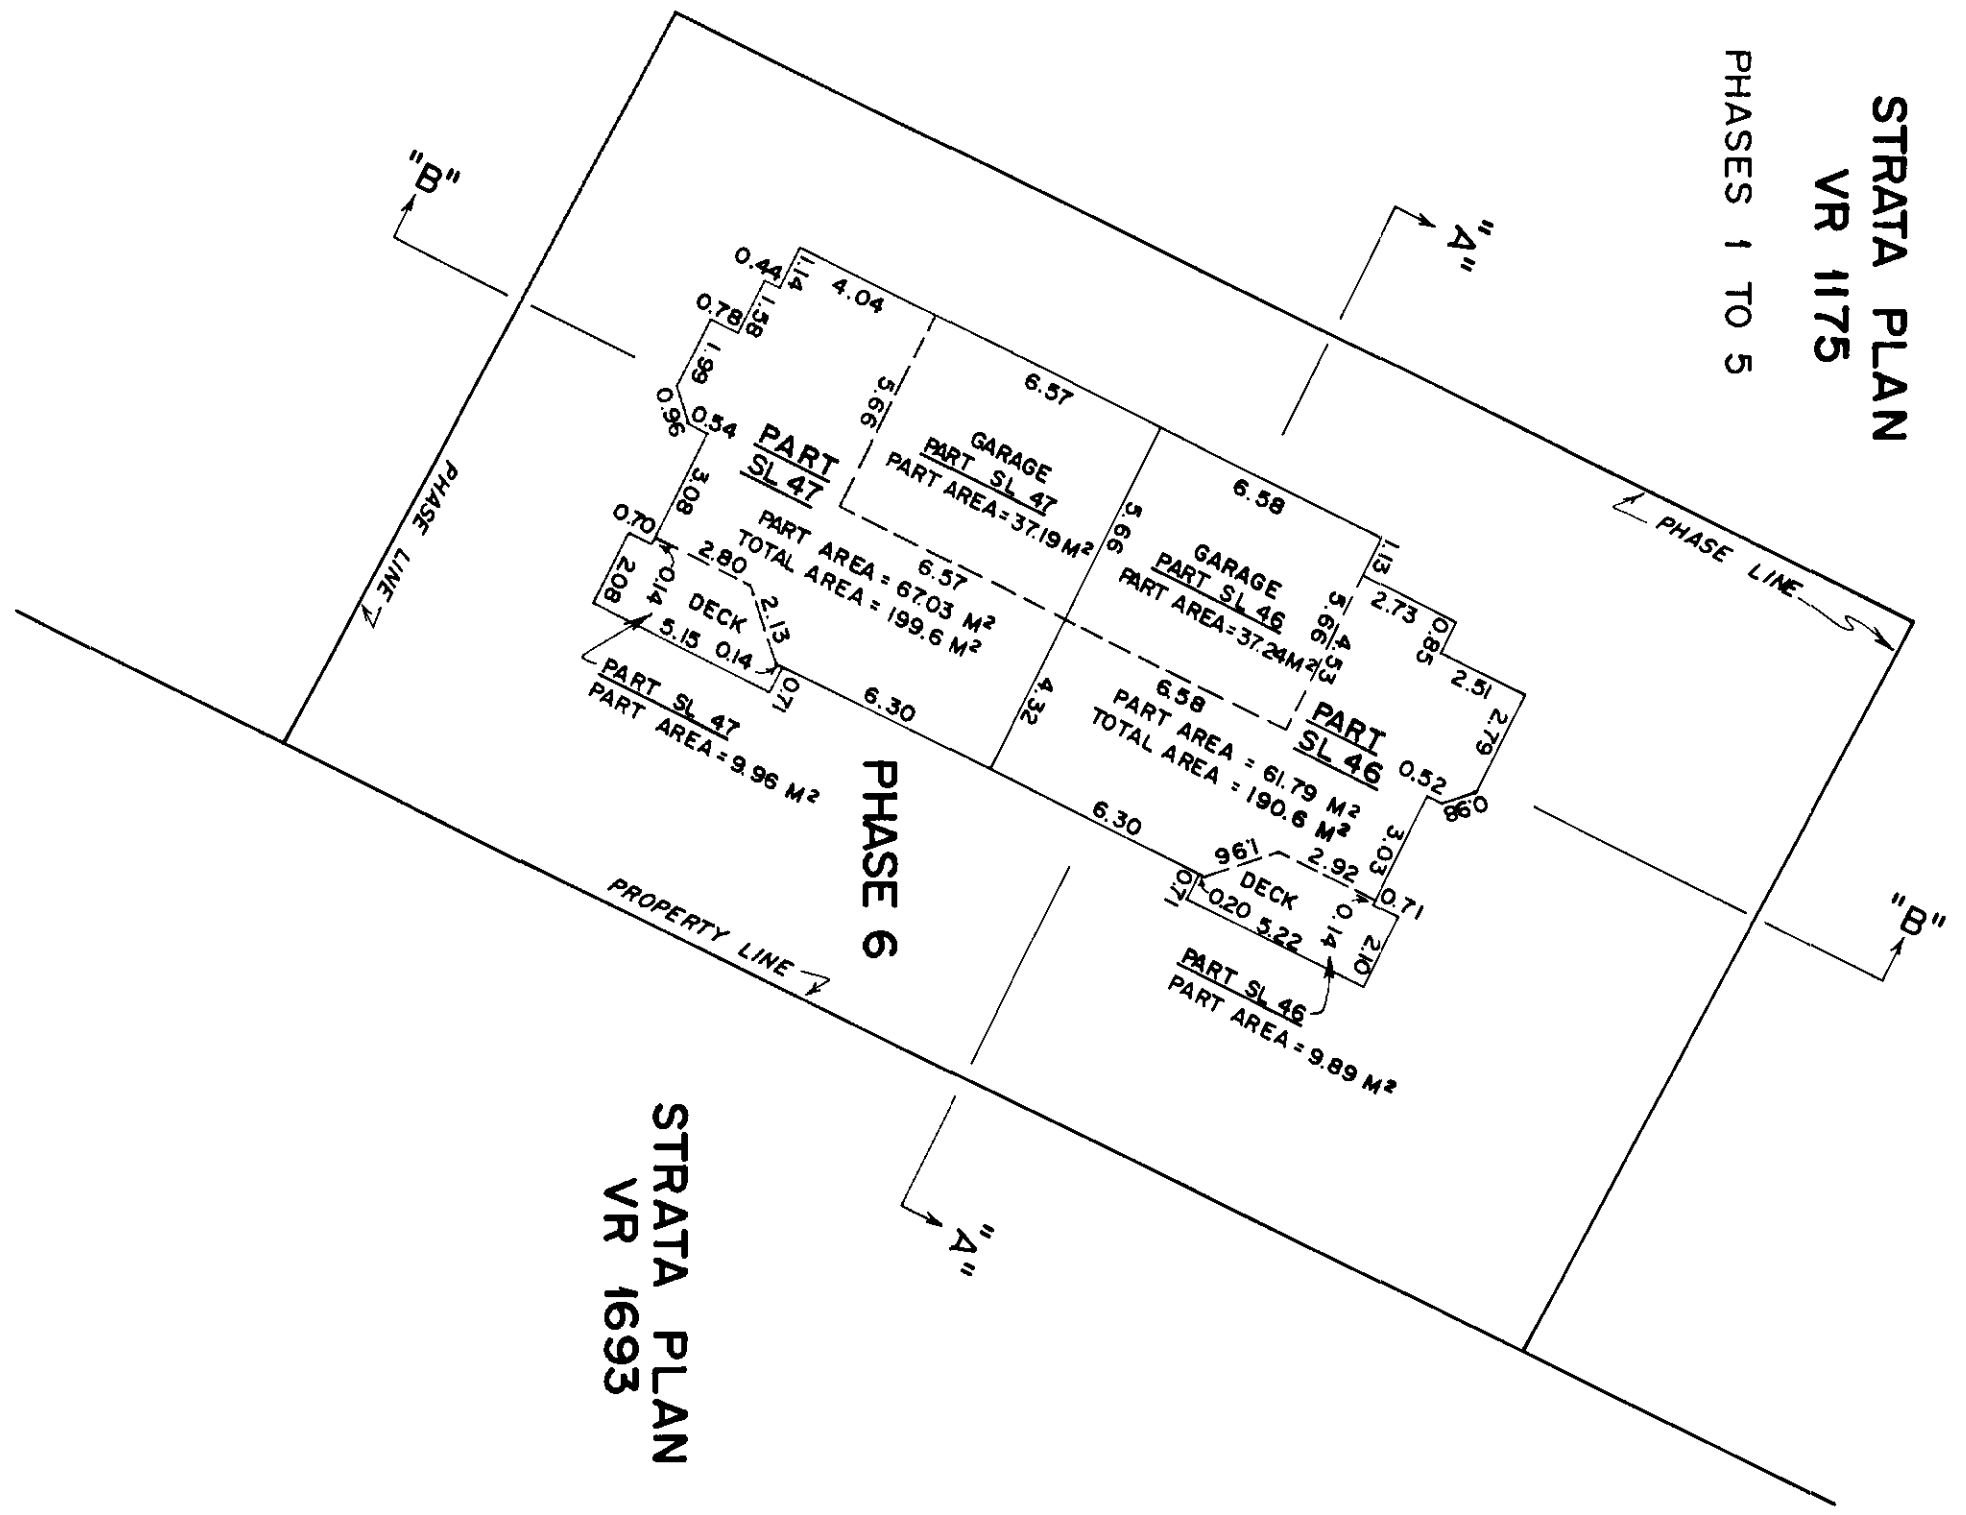 STRATA PLAN
VR 1175
PHASES 1 TO 5
"A"
"B"
PHASE LINE
PHASE LINE
0.44
1.14
4.04
0.78
1.58
1.99
0.96
0.54
3.08
5.66
6.57
GARAGE
PART SL 47
PART AREA = 37.19 M²
PART
SL 47
PART AREA = 67.03 M²
TOTAL AREA = 199.6 M²
6.57
5.66
6.58
GARAGE
PART SL 46
PART AREA = 37.24 M²
1.13
5.66
4.53
2.73
0.85
2.51
2.79
0.98
0.52
3.03
6.58
PART
SL 46
PART AREA = 61.79 M²
TOTAL AREA = 190.6 M²
0.70
2.08
0.14
2.80
2.13
DECK
5.15
0.14
0.71
PART SL 47
PART AREA = 9.96 M²
6.30
4.32
6.30
1.96
2.92
DECK
0.71
0.20
5.22
0.14
0.71
2.10
PART SL 46
PART AREA = 9.89 M²
PHASE 6
PROPERTY LINE
"B"
"A"
STRATA PLAN
VR 1693